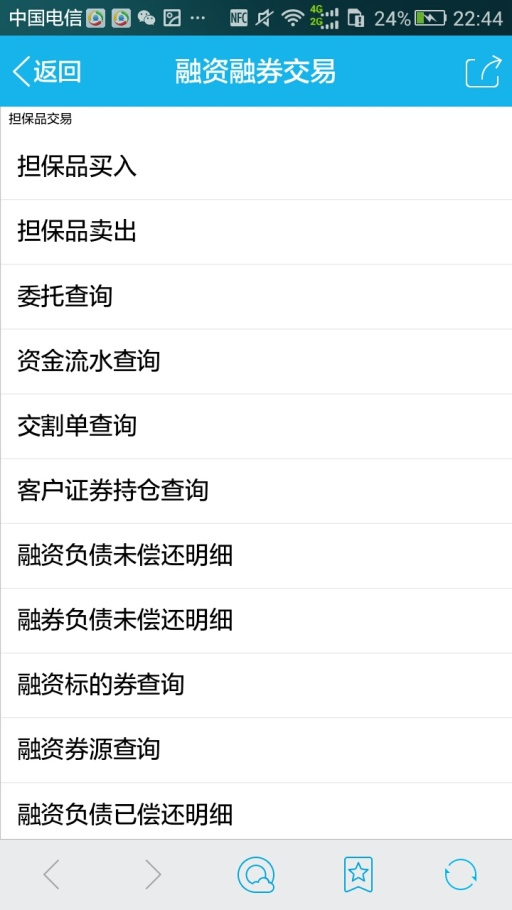 中国电信 ... NFC 4G 2G 24% 22:44
返回 融资融券交易
担保品交易
担保品买入
担保品卖出
委托查询
资金流水查询
交割单查询
客户证券持仓查询
融资负债未偿还明细
融券负债未偿还明细
融资标的券查询
融资券源查询
融资负债已偿还明细